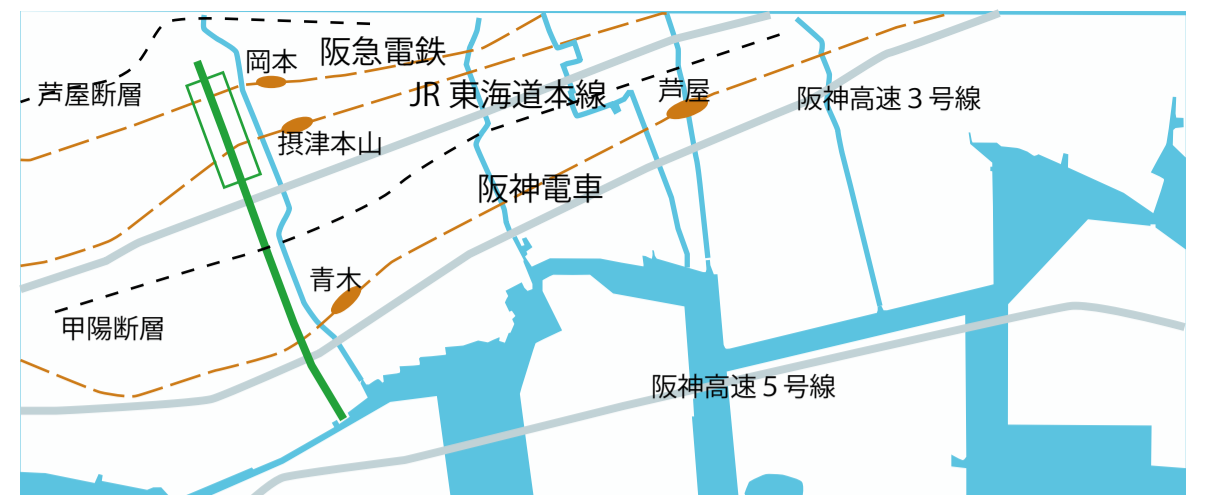 阪急電鉄
岡本
芦屋断層
JR 東海道本線
芦屋
阪神高速３号線
摂津本山
阪神電車
青木
甲陽断層
阪神高速５号線